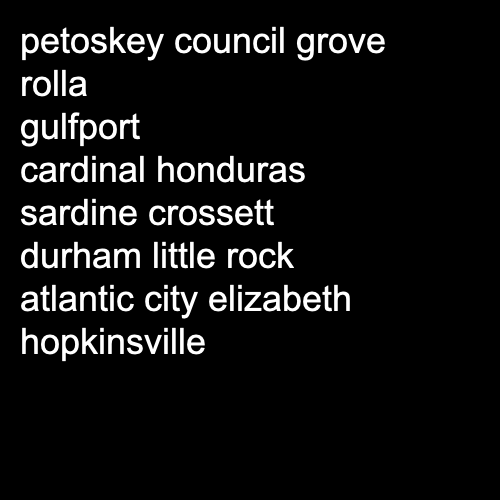 petoskey council grove
rolla
gulfport
cardinal honduras
sardine crossett
durham little rock
atlantic city elizabeth
hopkinsville